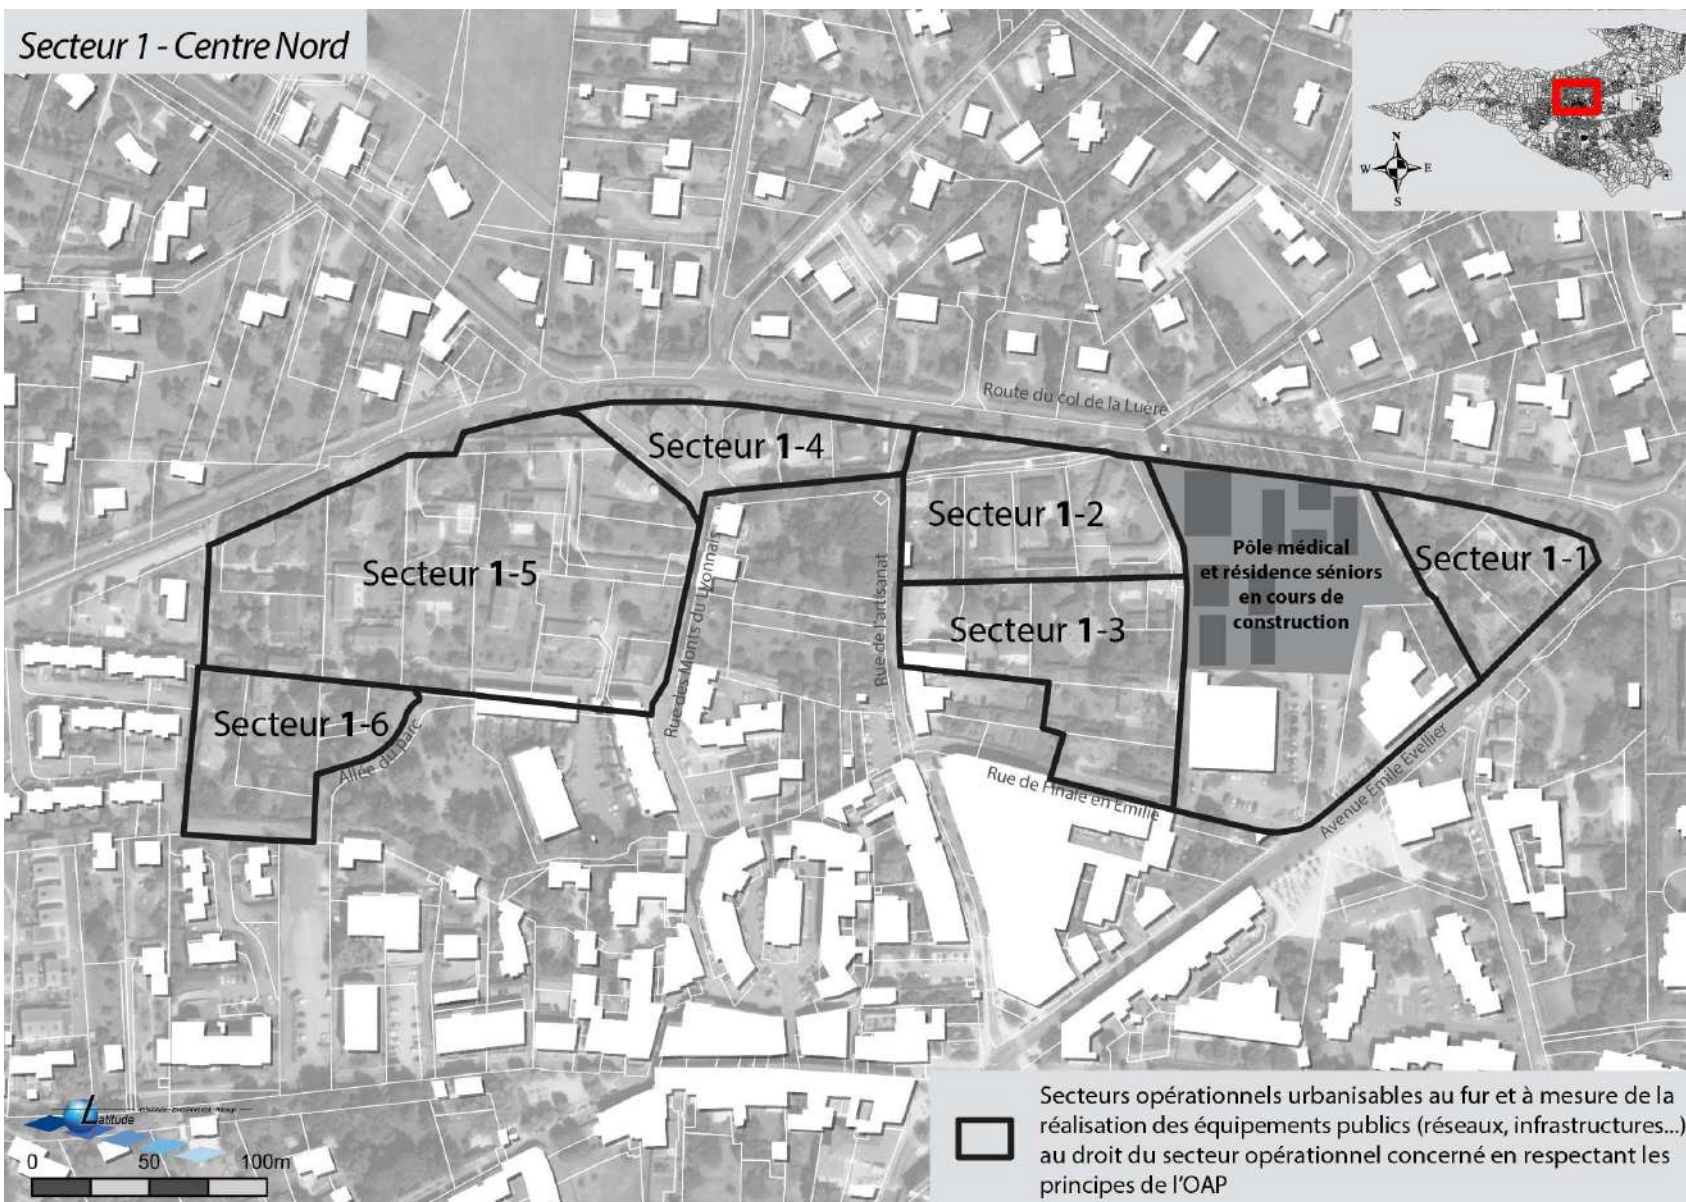 Secteur 1 - Centre Nord
N
W E
S
Route du col de la Luère
Secteur 1-4
Secteur 1-2
Secteur 1-5
Pôle médical
et résidence séniors
en cours de
construction
Secteur 1-1
Secteur 1-3
Rue des Monts du Lyonnais
Rue de l'artisanat
Secteur 1-6
Allée du parc
Rue de Finale en Emilie
Avenue Emile Evellier
Latitude
0 50 100m
Secteurs opérationnels urbanisables au fur et à mesure de la
réalisation des équipements publics (réseaux, infrastructures...)
au droit du secteur opérationnel concerné en respectant les
principes de l'OAP